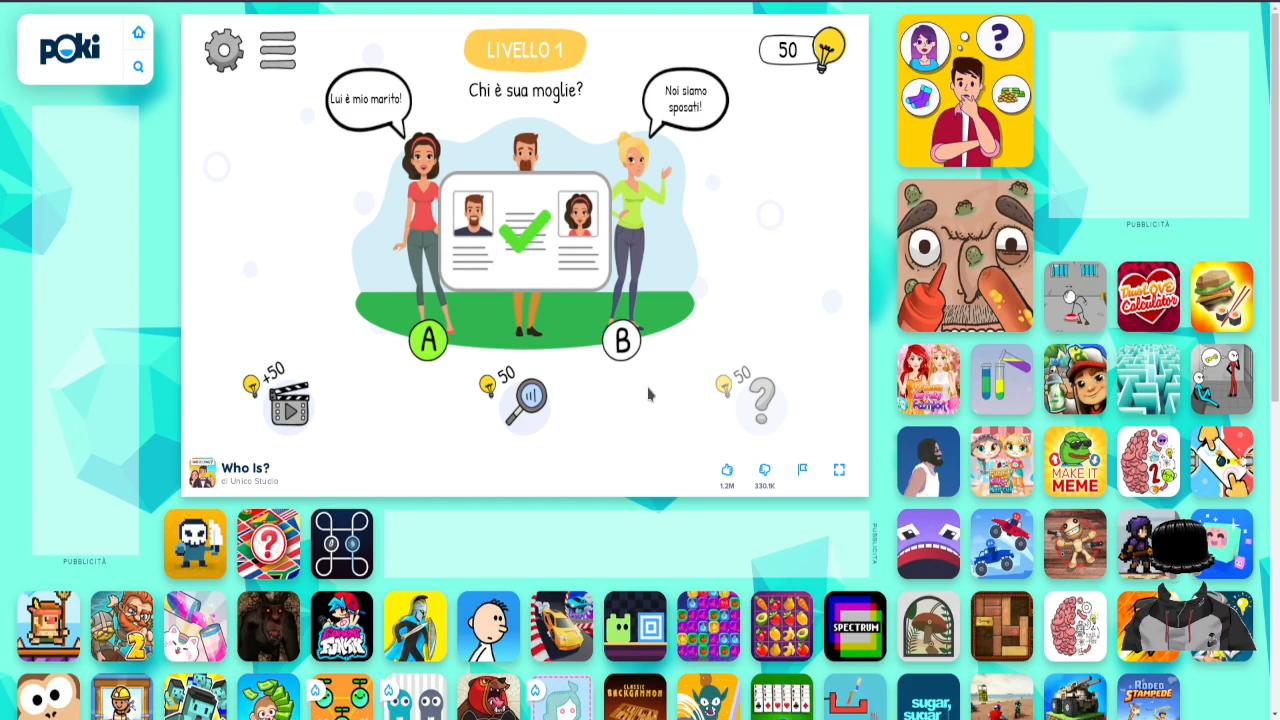 poki
LIVELLO 1
50
Chi è sua moglie?
Lui è mio marito!
Noi siamo
sposati!
A
B
+50
50
50
Who Is?
di Unico Studio
1.2M
330.1K
PUBBLICITÀ
PUBBLICITÀ
PUBBLICITÀ
True LOVE
Calculator
MAKE IT
MEME
2
2
SPECTRUM
CLASSIC
BACKGAMMON
sugar,
sugar
RODEO
STAMPEDE